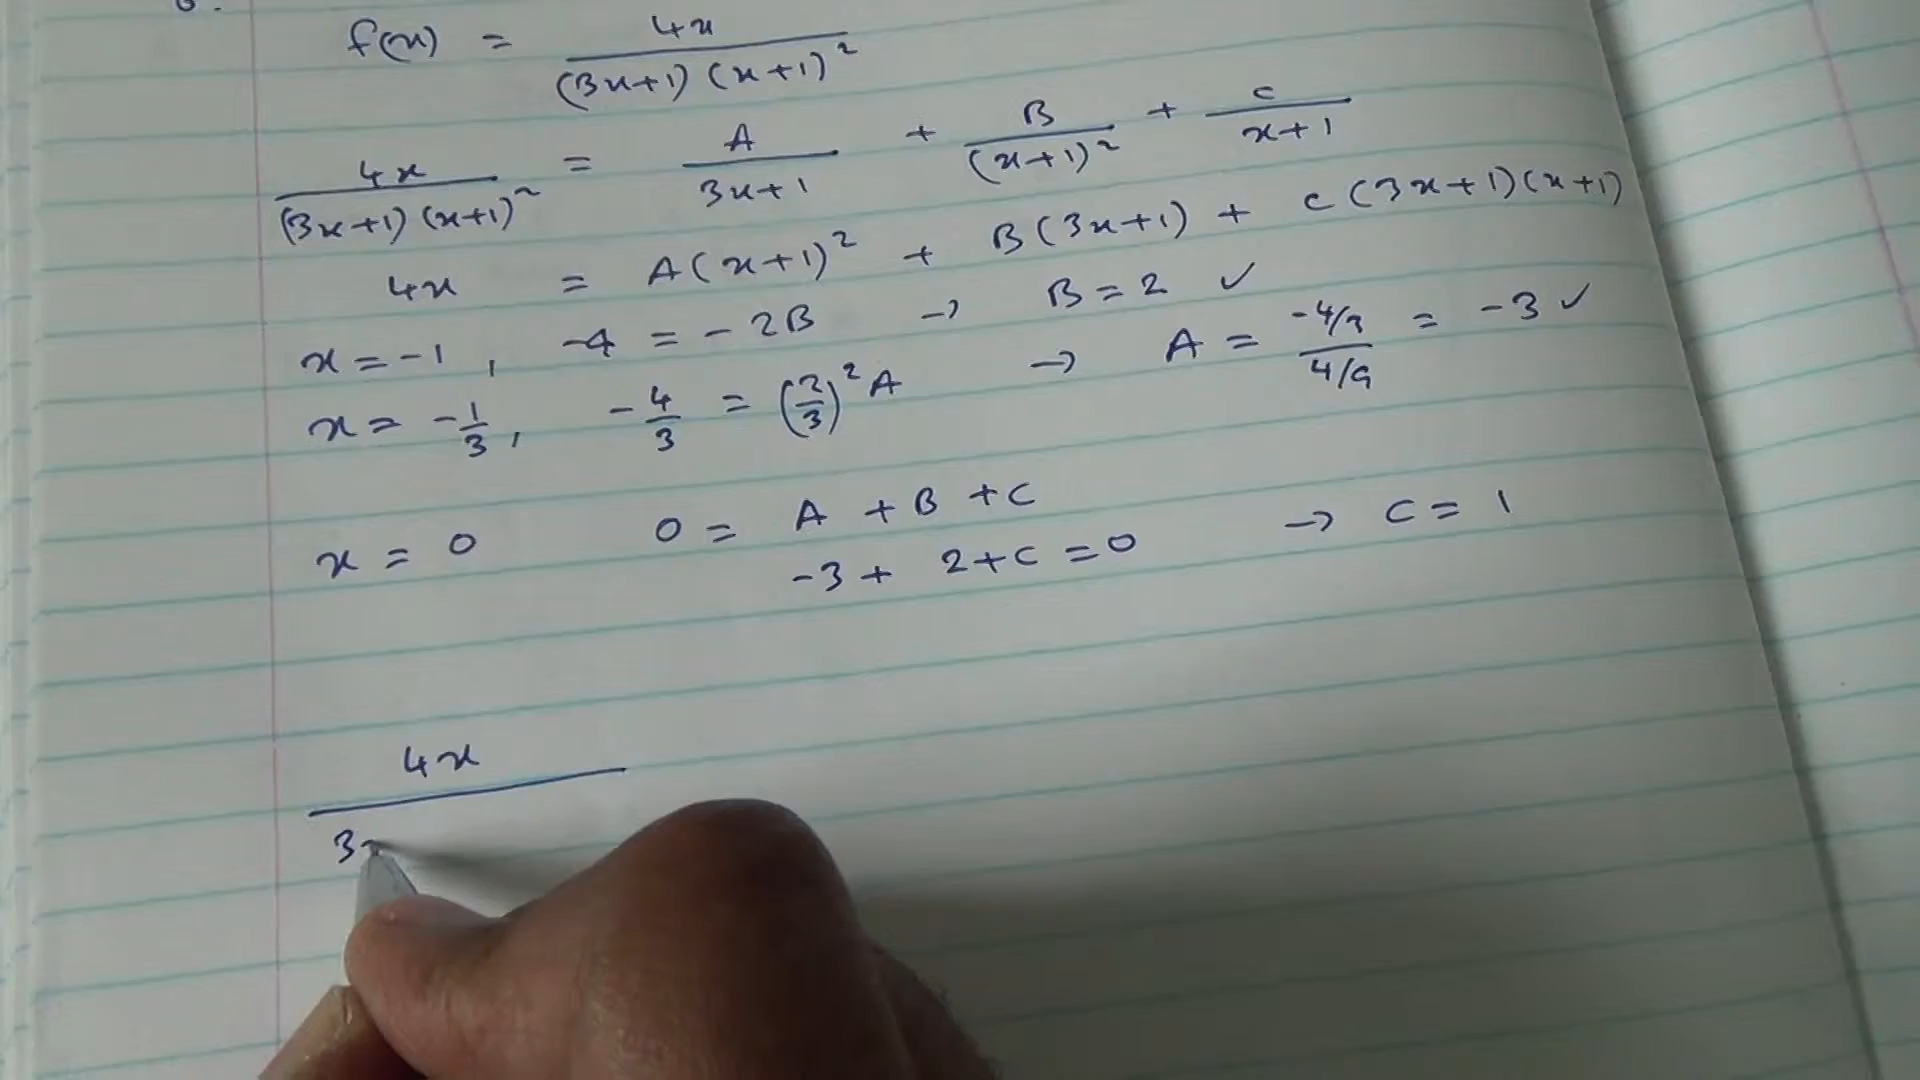 f(x) = 4x / (3x+1)(x+1)²
4x / (3x+1)(x+1)² = A / 3x+1 + B / (x+1)² + C / x+1
4x = A(x+1)² + B(3x+1) + C(3x+1)(x+1)
x = -1, -4 = -2B → B = 2 ✓
x = -1/3, -4/3 = (2/3)² A → A = -4/3 / 4/9 = -3 ✓
x = 0 0 = A + B + C
-3 + 2 + C = 0 → C = 1
4x
3x